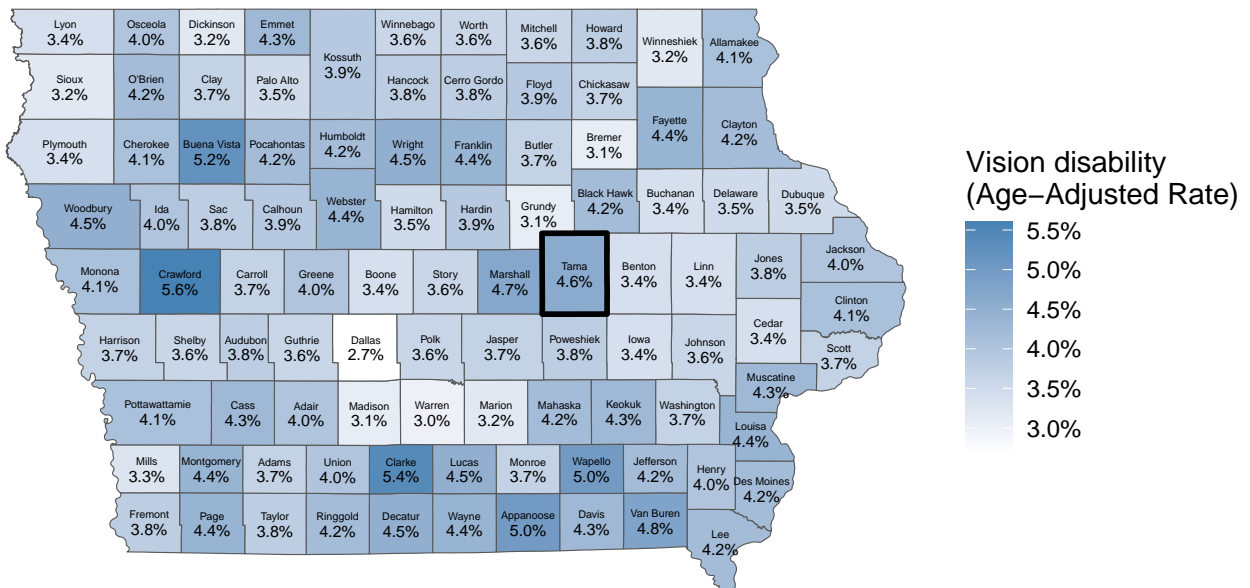 Lyon
3.4%
Osceola
4.0%
Dickinson
3.2%
Emmet
4.3%
Kossuth
3.9%
Winnebago
3.6%
Worth
3.6%
Mitchell
3.6%
Howard
3.8%
Winneshiek
3.2%
Allamakee
4.1%
Sioux
3.2%
O'Brien
4.2%
Clay
3.7%
Palo Alto
3.5%
Hancock
3.8%
Cerro Gordo
3.8%
Floyd
3.9%
Chickasaw
3.7%
Fayette
4.4%
Clayton
4.2%
Plymouth
3.4%
Cherokee
4.1%
Buena Vista
5.2%
Pocahontas
4.2%
Humboldt
4.2%
Wright
4.5%
Franklin
4.4%
Butler
3.7%
Bremer
3.1%
Woodbury
4.5%
Ida
4.0%
Sac
3.8%
Calhoun
3.9%
Webster
4.4%
Hamilton
3.5%
Hardin
3.9%
Grundy
3.1%
Black Hawk
4.2%
Buchanan
3.4%
Delaware
3.5%
Dubuque
3.5%
Monona
4.1%
Crawford
5.6%
Carroll
3.7%
Greene
4.0%
Boone
3.4%
Story
3.6%
Marshall
4.7%
Tama
4.6%
Benton
3.4%
Linn
3.4%
Jones
3.8%
Jackson
4.0%
Clinton
4.1%
Harrison
3.7%
Shelby
3.6%
Audubon
3.8%
Guthrie
3.6%
Dallas
2.7%
Polk
3.6%
Jasper
3.7%
Poweshiek
3.8%
Iowa
3.4%
Johnson
3.6%
Cedar
3.4%
Scott
3.7%
Muscatine
4.3%
Pottawattamie
4.1%
Cass
4.3%
Adair
4.0%
Madison
3.1%
Warren
3.0%
Marion
3.2%
Mahaska
4.2%
Keokuk
4.3%
Washington
3.7%
Louisa
4.4%
Mills
3.3%
Montgomery
4.4%
Adams
3.7%
Union
4.0%
Clarke
5.4%
Lucas
4.5%
Monroe
3.7%
Wapello
5.0%
Jefferson
4.2%
Henry
4.0%
Des Moines
4.2%
Fremont
3.8%
Page
4.4%
Taylor
3.8%
Ringgold
4.2%
Decatur
4.5%
Wayne
4.4%
Appanoose
5.0%
Davis
4.3%
Van Buren
4.8%
Lee
4.2%
Vision disability
(Age−Adjusted Rate)
5.5%
5.0%
4.5%
4.0%
3.5%
3.0%